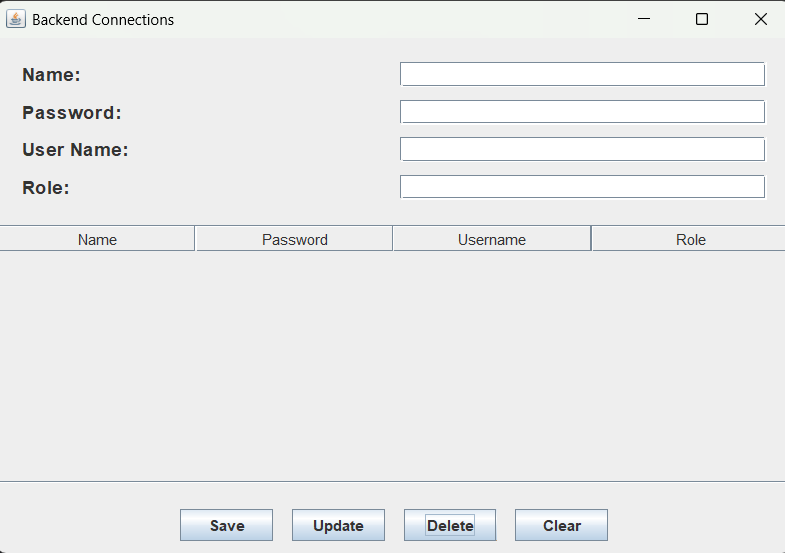 Backend Connections
Name:
Password:
User Name:
Role:
Name Password Username Role
Save Update Delete Clear